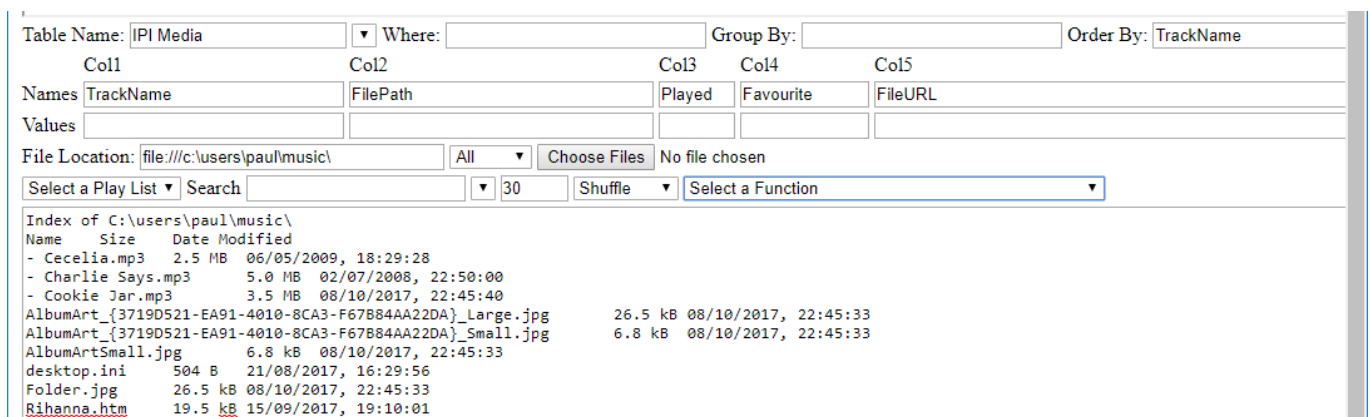 Table Name: IPI Media Where: Group By: Order By: TrackName
Col1 Col2 Col3 Col4 Col5
Names TrackName FilePath Played Favourite FileURL
Values
File Location: file:///c:\users\paul\music\ All Choose Files No file chosen
Select a Play List Search 30 Shuffle Select a Function
Index of C:\users\paul\music\
Name Size Date Modified
- Cecelia.mp3 2.5 MB 06/05/2009, 18:29:28
- Charlie Says.mp3 5.0 MB 02/07/2008, 22:50:00
- Cookie Jar.mp3 3.5 MB 08/10/2017, 22:45:40
AlbumArt_{3719D521-EA91-4010-8CA3-F67B84AA22DA}_Large.jpg 26.5 kB 08/10/2017, 22:45:33
AlbumArt_{3719D521-EA91-4010-8CA3-F67B84AA22DA}_Small.jpg 6.8 kB 08/10/2017, 22:45:33
AlbumArtSmall.jpg 6.8 kB 08/10/2017, 22:45:33
desktop.ini 504 B 21/08/2017, 16:29:56
Folder.jpg 26.5 kB 08/10/2017, 22:45:33
Rihanna.htm 19.5 kB 15/09/2017, 19:10:01